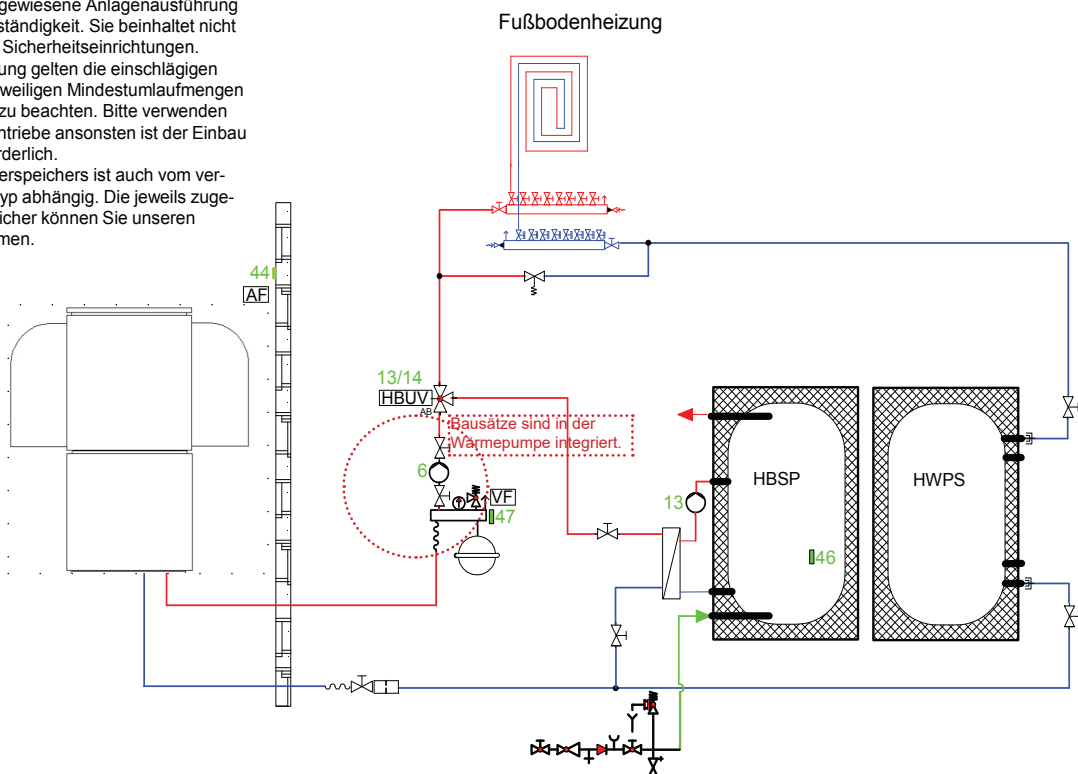 gewiesene Anlagenausführung
ständigkeit. Sie beinhaltet nicht
Sicherheitseinrichtungen.
ung gelten die einschlägigen
weiligen Mindestumlaufmengen
zu beachten. Bitte verwenden
ntriebe ansonsten ist der Einbau
rderlich.
erspeichers ist auch vom ver-
yp abhängig. Die jeweils zuge-
icher können Sie unseren
men.
Fußbodenheizung
44
AF
13/14
HBUV
AB
Bausätze sind in der
Wärmepumpe integriert.
6
VF
47
13
HBSP
46
HWPS